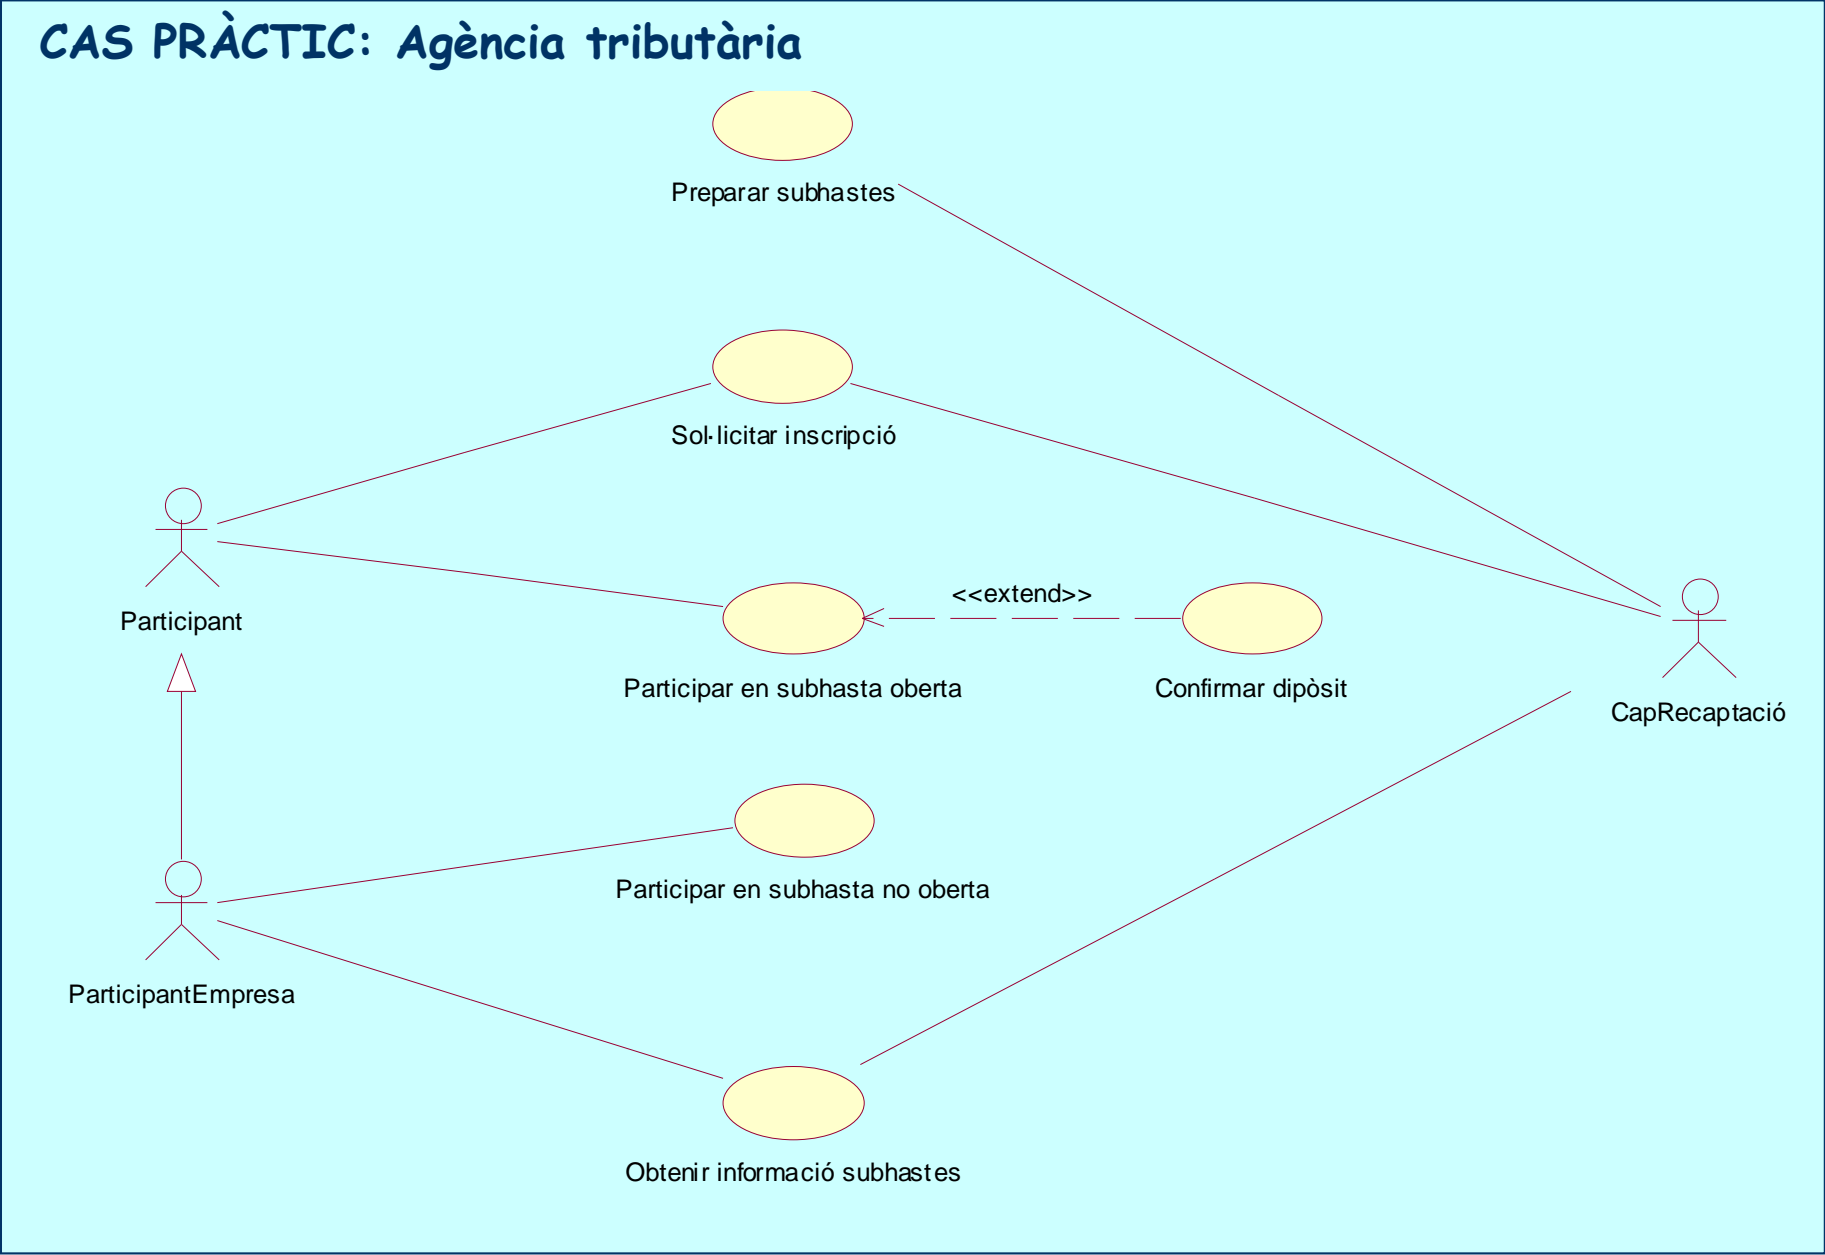 CAS PRÀCTIC: Agència tributària
Preparar subhastes
Sol·licitar inscripció
Participant
<<extend>>
Participar en subhasta oberta
Confirmar dipòsit
CapRecaptació
Participar en subhasta no oberta
ParticipantEmpresa
Obtenir informació subhastes